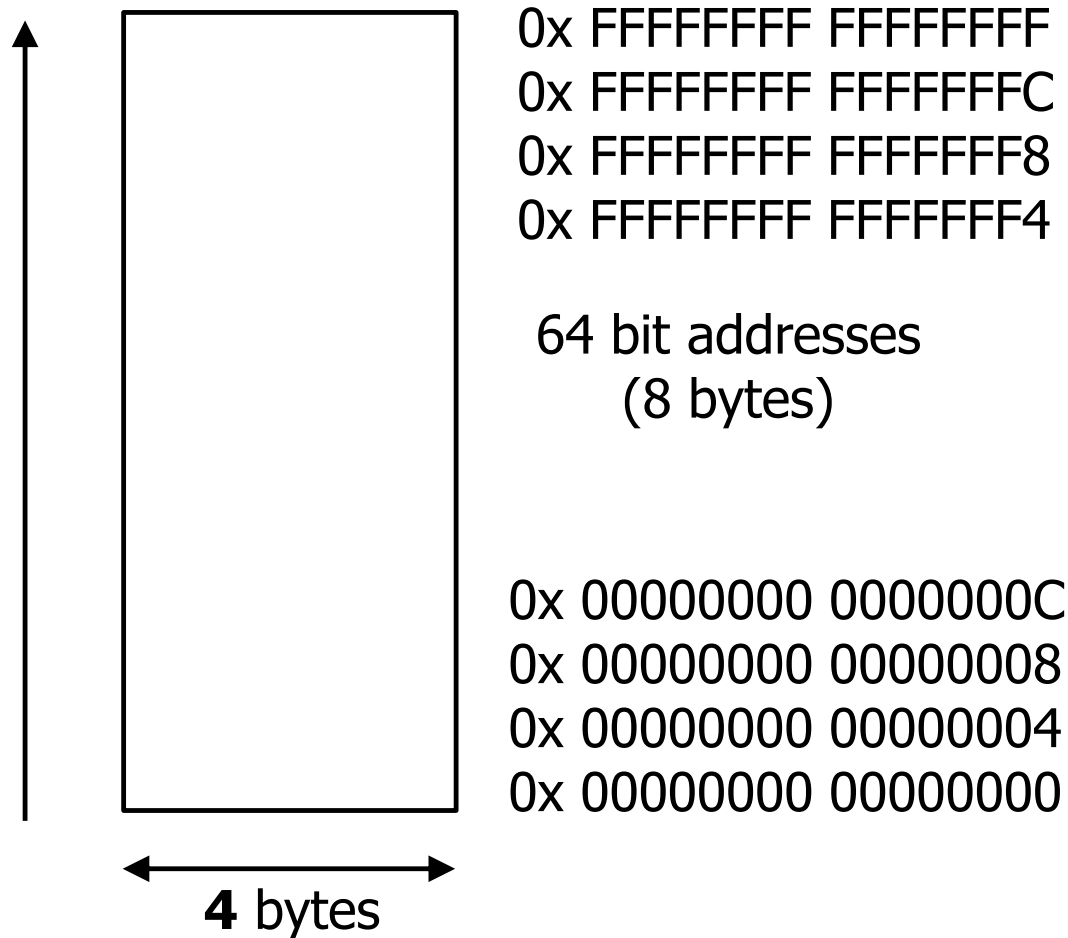 0x FFFFFFFF FFFFFFFF
0x FFFFFFFF FFFFFFFC
0x FFFFFFFF FFFFFFF8
0x FFFFFFFF FFFFFFF4
64 bit addresses
(8 bytes)
0x 00000000 0000000C
0x 00000000 00000008
0x 00000000 00000004
0x 00000000 00000000
4 bytes